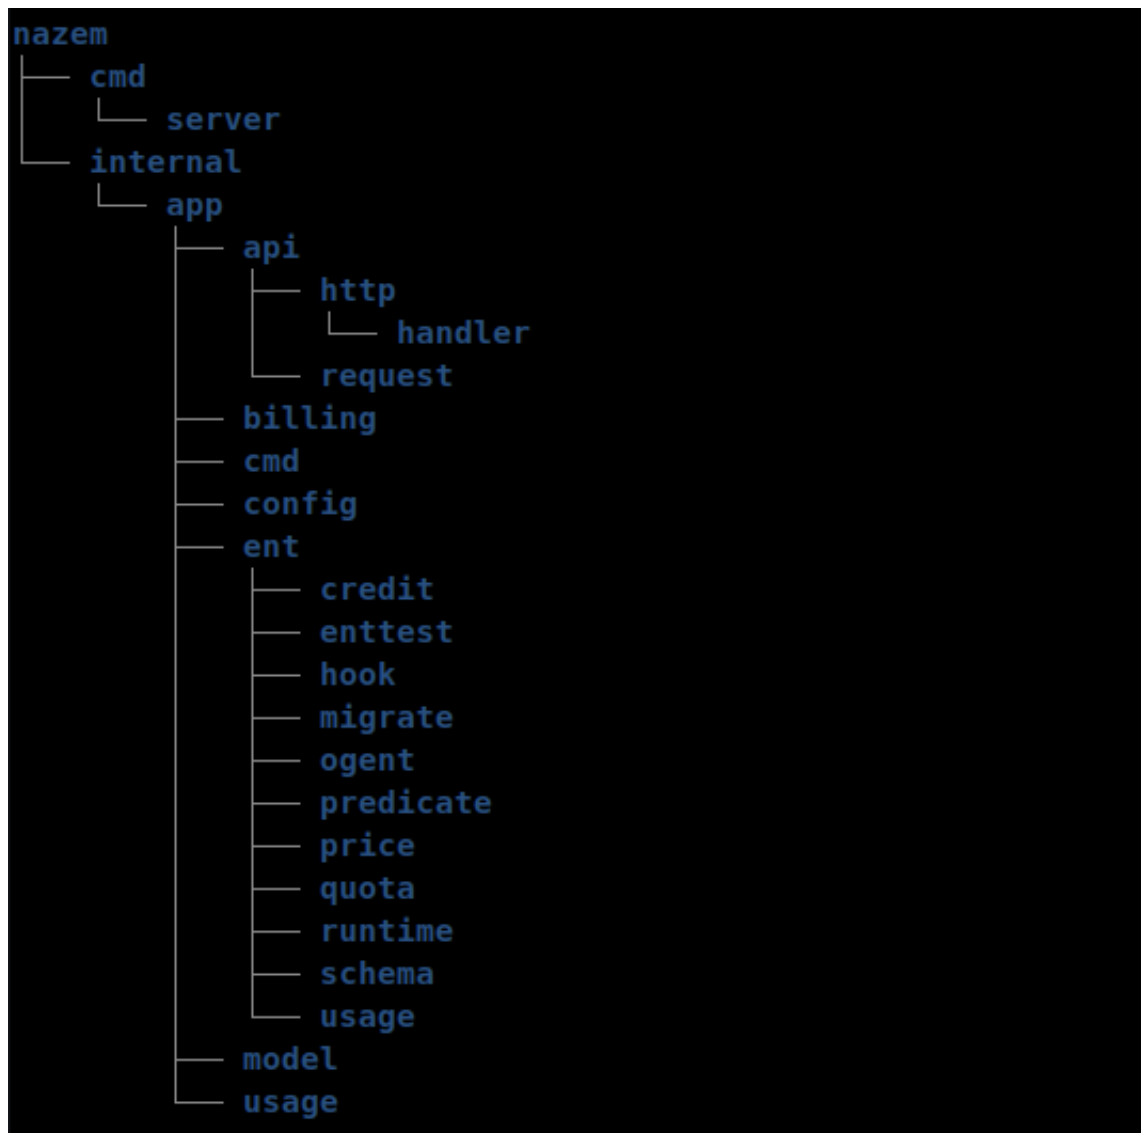 nazem
cmd
server
internal
app
api
http
handler
request
billing
cmd
config
ent
credit
enttest
hook
migrate
ogent
predicate
price
quota
runtime
schema
usage
model
usage